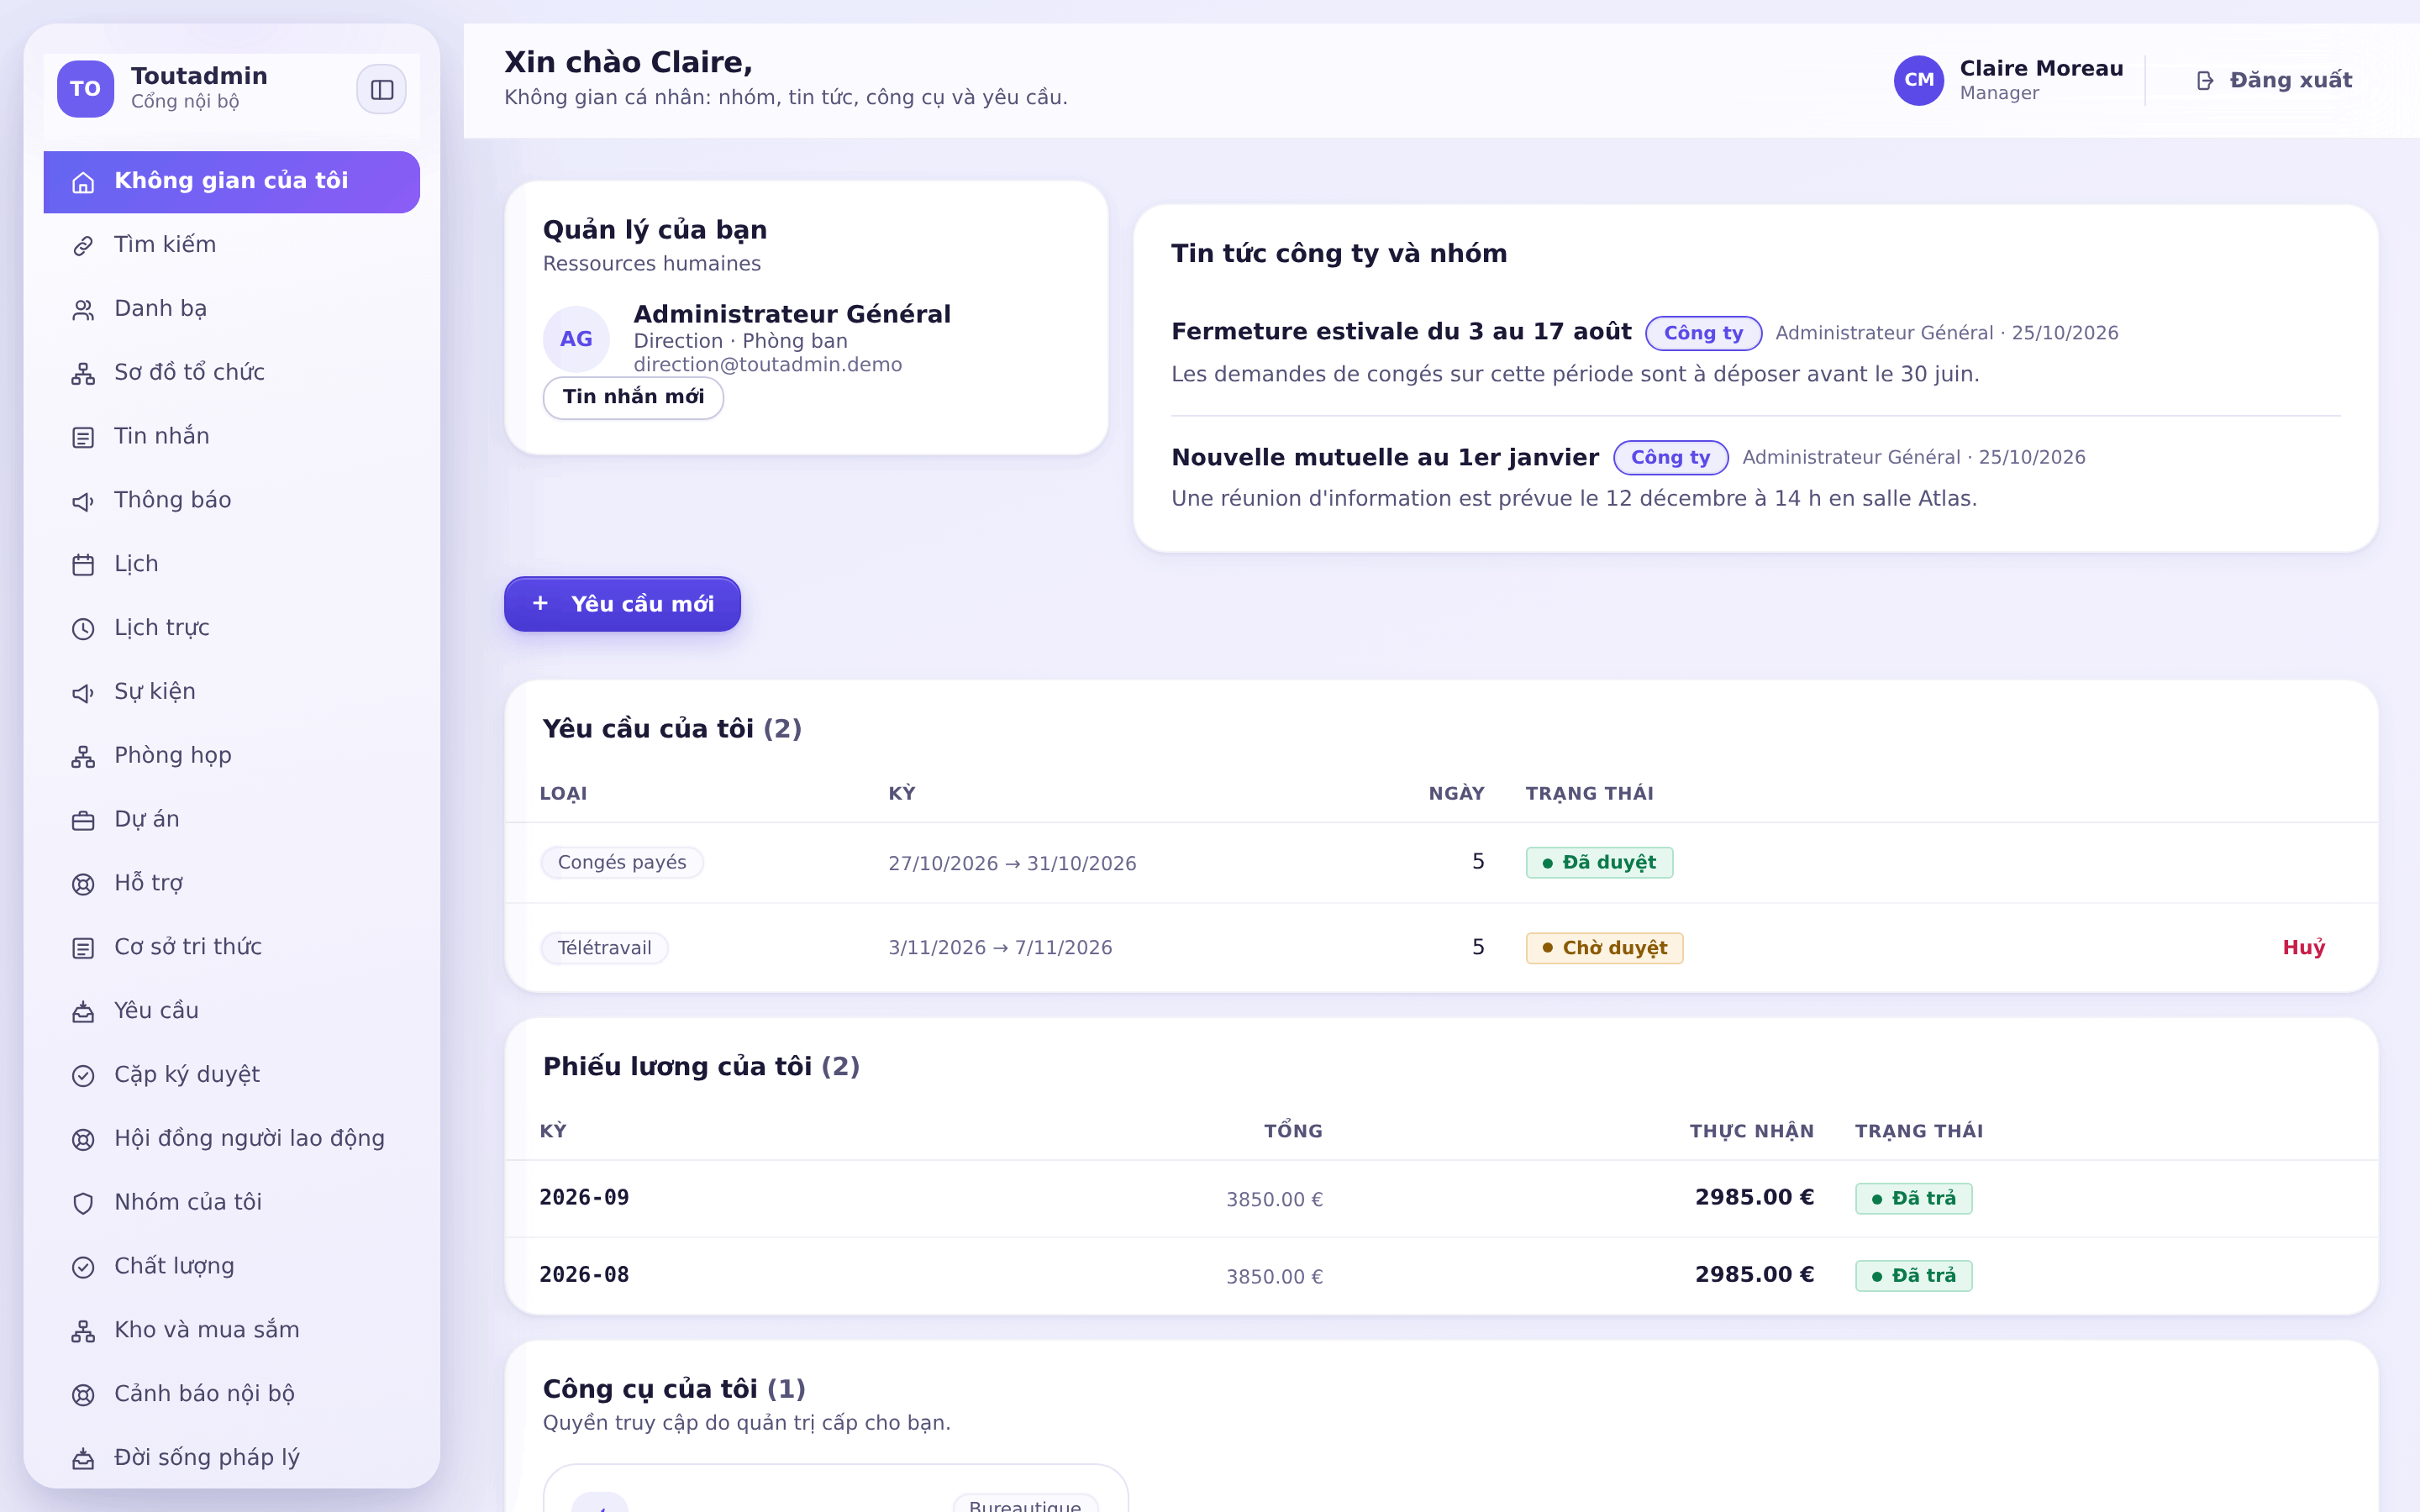 TO
Toutadmin
Cổng nội bộ
Không gian của tôi
Tìm kiếm
Danh bạ
Sơ đồ tổ chức
Tin nhắn
Thông báo
Lịch
Lịch trực
Sự kiện
Phòng họp
Dự án
Hỗ trợ
Cơ sở tri thức
Yêu cầu
Cặp ký duyệt
Hội đồng người lao động
Nhóm của tôi
Chất lượng
Kho và mua sắm
Cảnh báo nội bộ
Đời sống pháp lý
Xin chào Claire,
Không gian cá nhân: nhóm, tin tức, công cụ và yêu cầu.
CM
Claire Moreau
Manager
Đăng xuất
Quản lý của bạn
Ressources humaines
AG
Administrateur Général
Direction · Phòng ban
direction@toutadmin.demo
Tin nhắn mới
Tin tức công ty và nhóm
Fermeture estivale du 3 au 17 août Công ty Administrateur Général · 25/10/2026
Les demandes de congés sur cette période sont à déposer avant le 30 juin.
Nouvelle mutuelle au 1er janvier Công ty Administrateur Général · 25/10/2026
Une réunion d'information est prévue le 12 décembre à 14 h en salle Atlas.
+ Yêu cầu mới
Yêu cầu của tôi (2)
LOẠI KỲ NGÀY TRẠNG THÁI
Congés payés 27/10/2026 → 31/10/2026 5 Đã duyệt
Télétravail 3/11/2026 → 7/11/2026 5 Chờ duyệt Huỷ
Phiếu lương của tôi (2)
KỲ TỔNG THỰC NHẬN TRẠNG THÁI
2026-09 3850.00 € 2985.00 € Đã trả
2026-08 3850.00 € 2985.00 € Đã trả
Công cụ của tôi (1)
Quyền truy cập do quản trị cấp cho bạn.
Bureautique